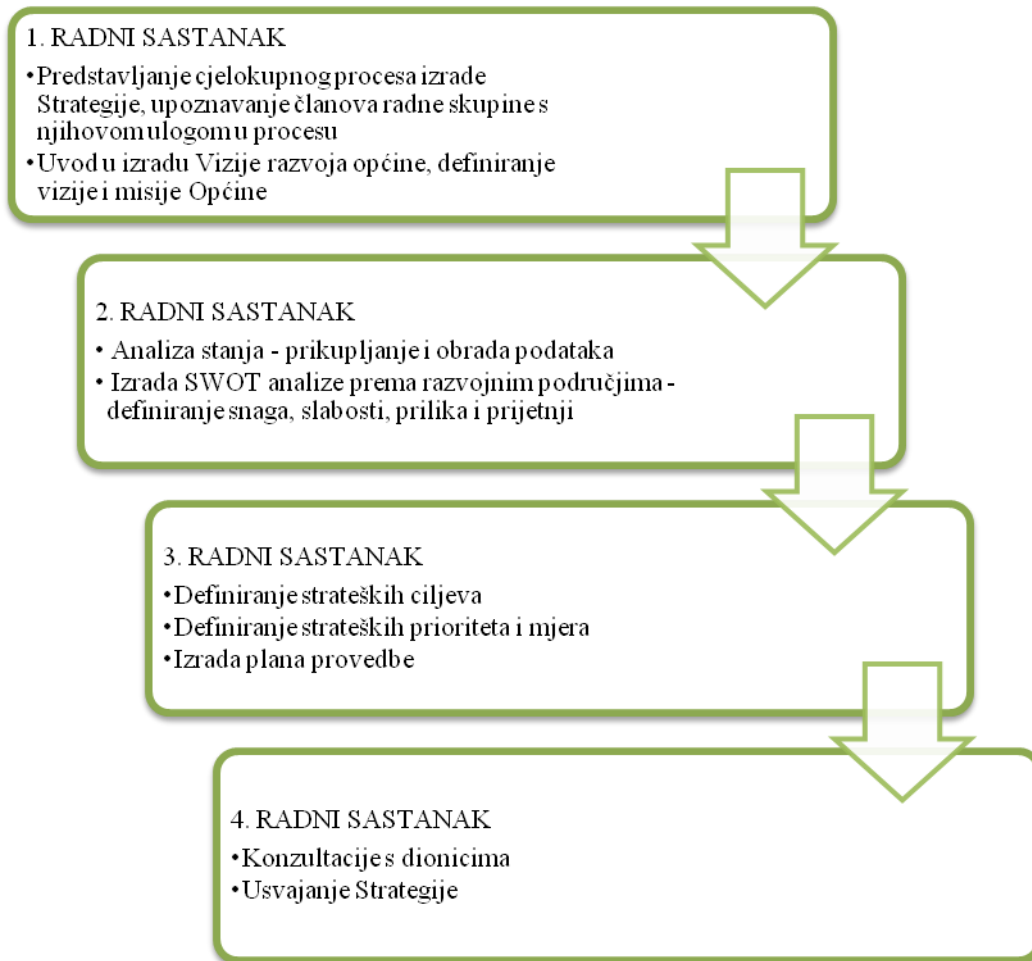 1. RADNI SASTANAK
•Predstavljanje cjelokupnog procesa izrade
Strategije, upoznavanje članova radne skupine s
njihovom ulogom u procesu
•Uvod u izradu Vizije razvoja općine, definiranje
vizije i misije Općine
2. RADNI SASTANAK
• Analiza stanja - prikupljanje i obrada podataka
• Izrada SWOT analize prema razvojnim područjima -
definiranje snaga, slabosti, prilika i prijetnji
3. RADNI SASTANAK
•Definiranje strateških ciljeva
•Definiranje strateških prioriteta i mjera
•Izrada plana provedbe
4. RADNI SASTANAK
•Konzultacije s dionicima
•Usvajanje Strategije